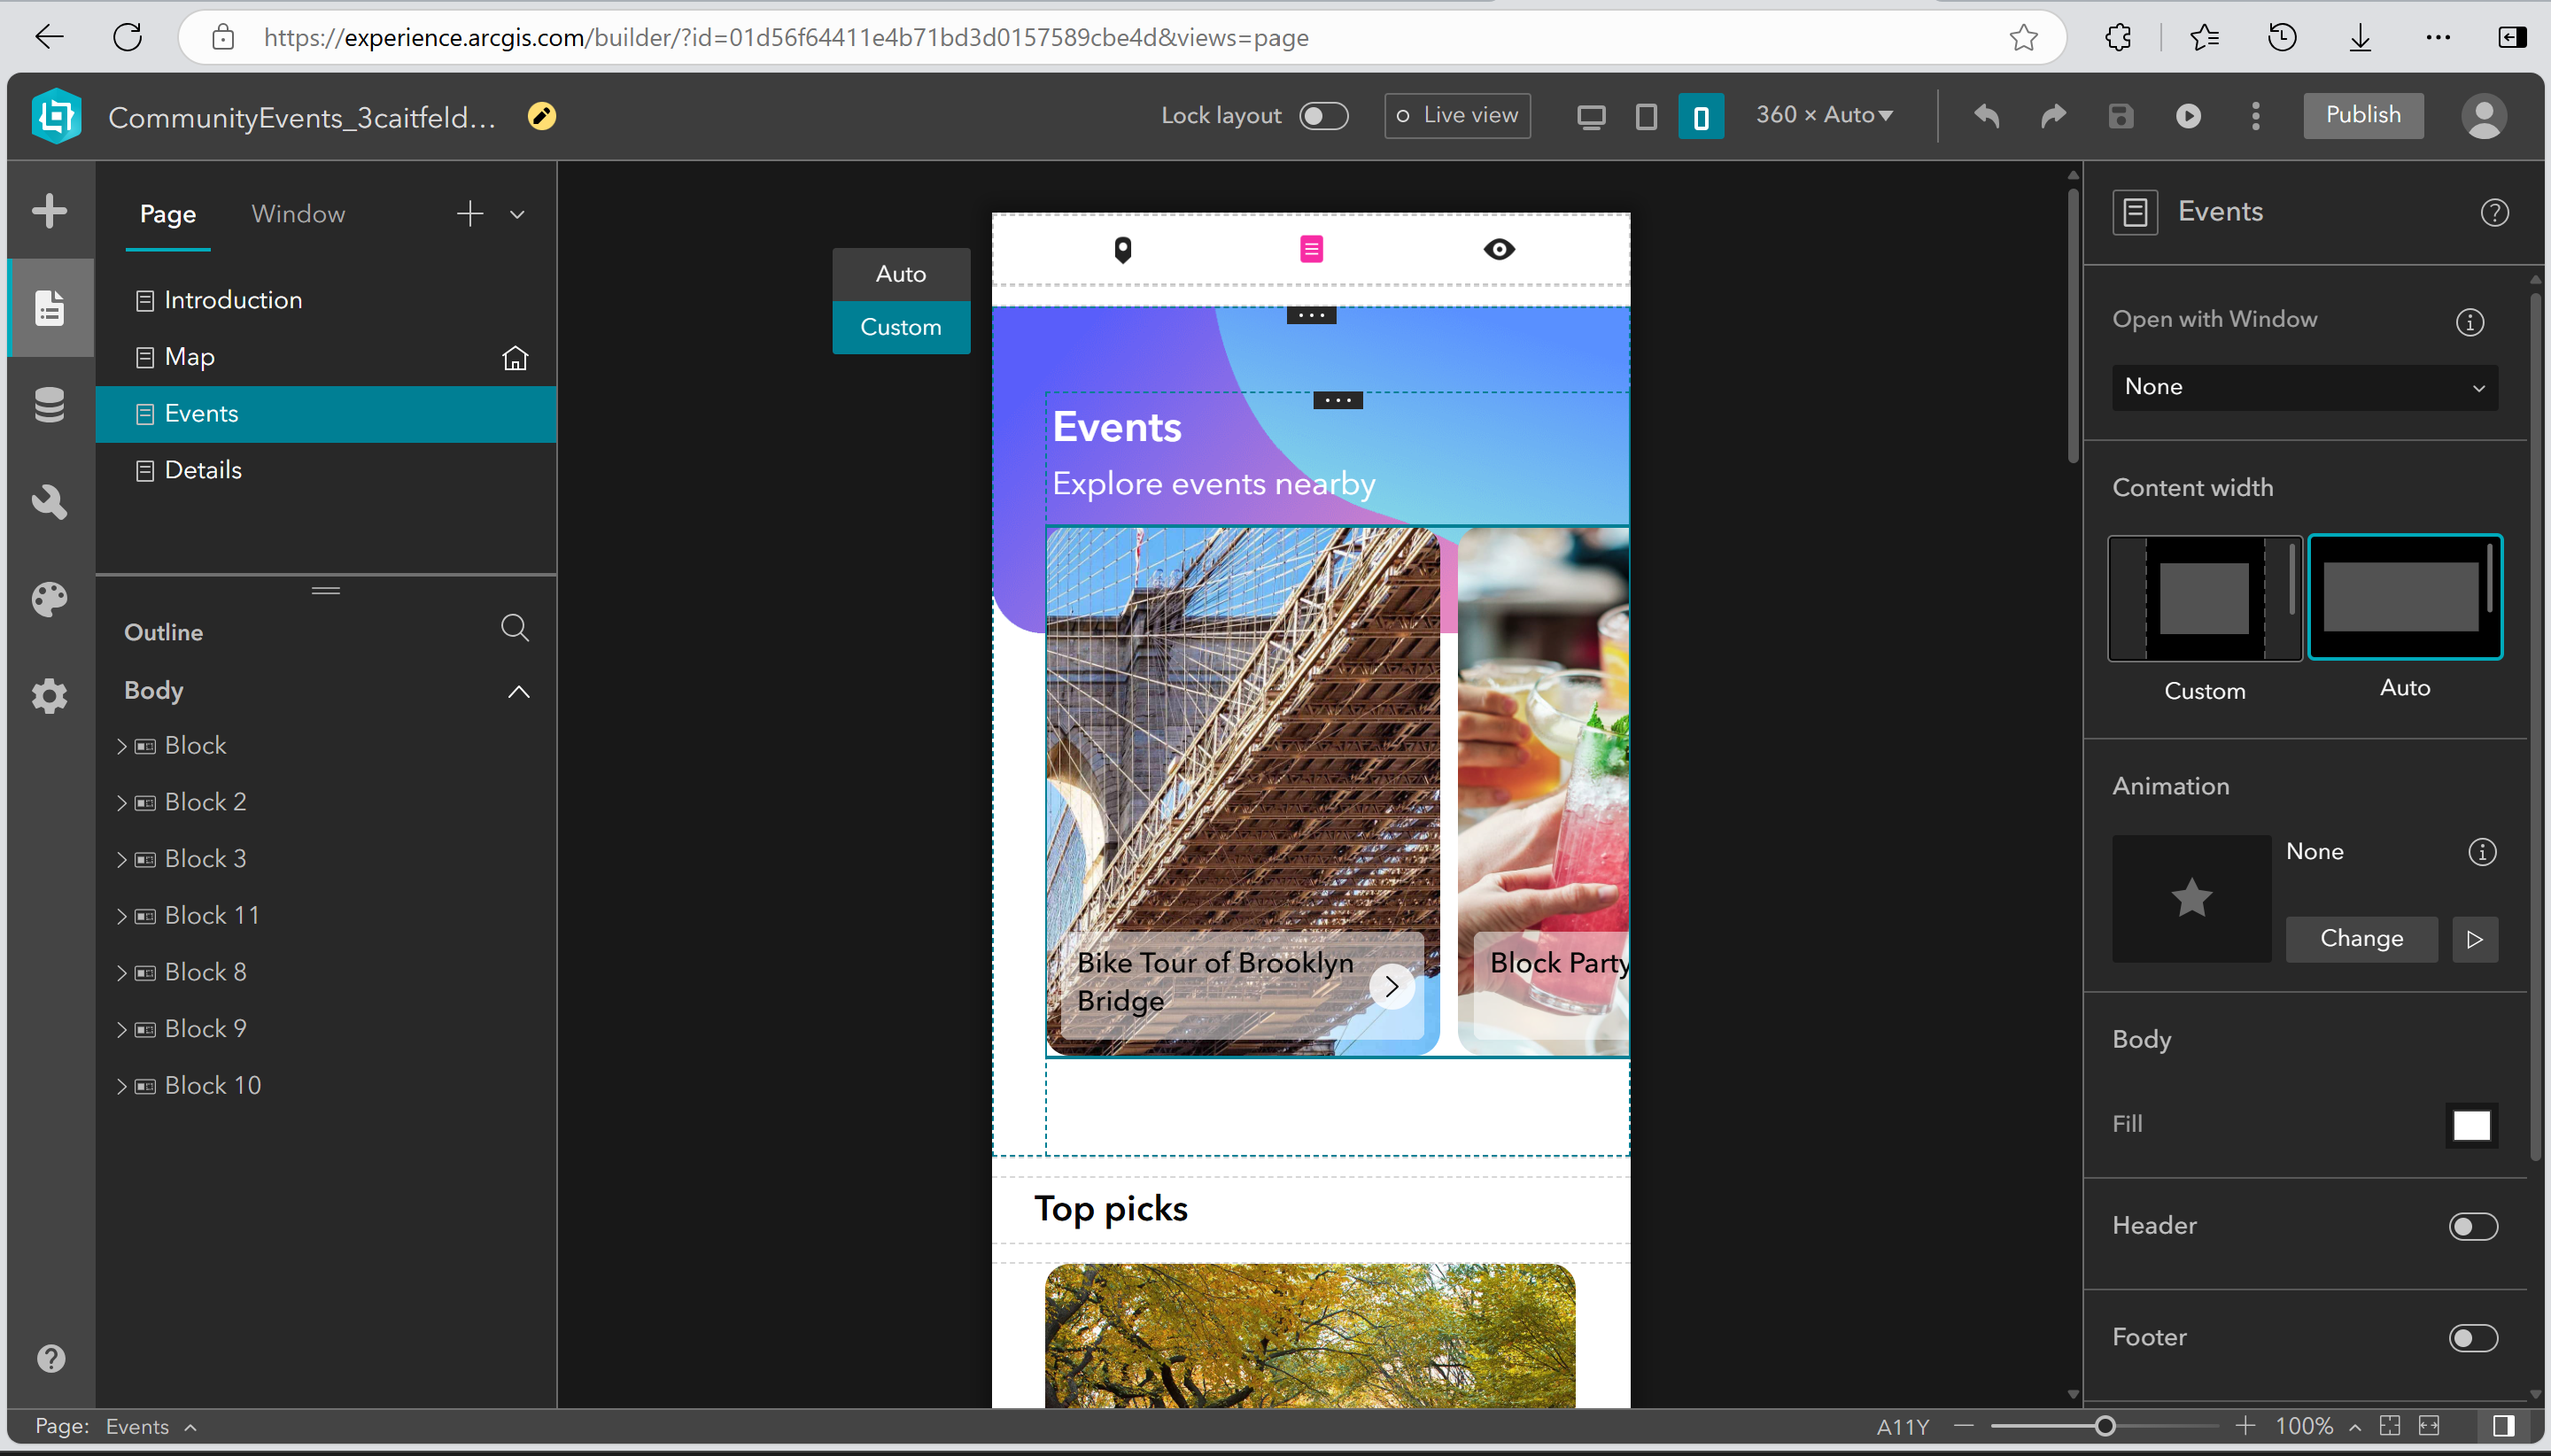 https://experience.arcgis.com/builder/?id=01d56f64411e4b71bd3d0157589cbe4d&views=page
CommunityEvents_3caitfeld...
Lock layout
Live view
360 × Auto
Publish
Page
Window
Introduction
Map
Events
Details
Outline
Body
Block
Block 2
Block 3
Block 11
Block 8
Block 9
Block 10
Auto
Custom
Events
Explore events nearby
Bike Tour of Brooklyn
Bridge
Block Party
Top picks
Events
Open with Window
None
Content width
Custom
Auto
Animation
None
Change
Body
Fill
Header
Footer
Page: Events
A11Y
100%